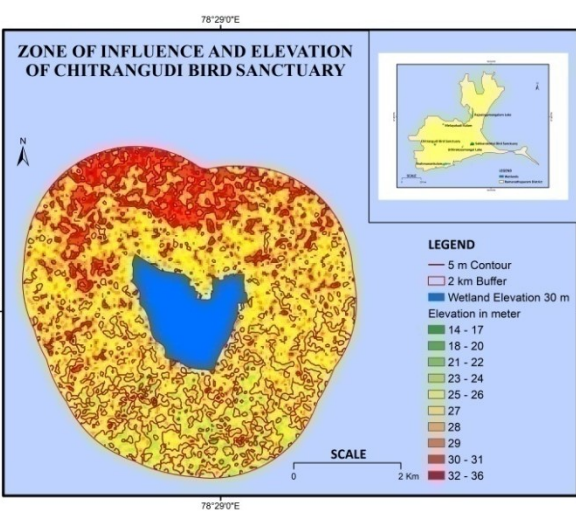 78°29'0"E
ZONE OF INFLUENCE AND ELEVATION
OF CHITRANGUDI BIRD SANCTUARY
N
LEGEND
5 m Contour
2 km Buffer
Wetland Elevation 30 m
Elevation in meter
14 - 17
18 - 20
21 - 22
23 - 24
25 - 26
27
28
29
30 - 31
32 - 36
SCALE
0 2 Km
78°29'0"E